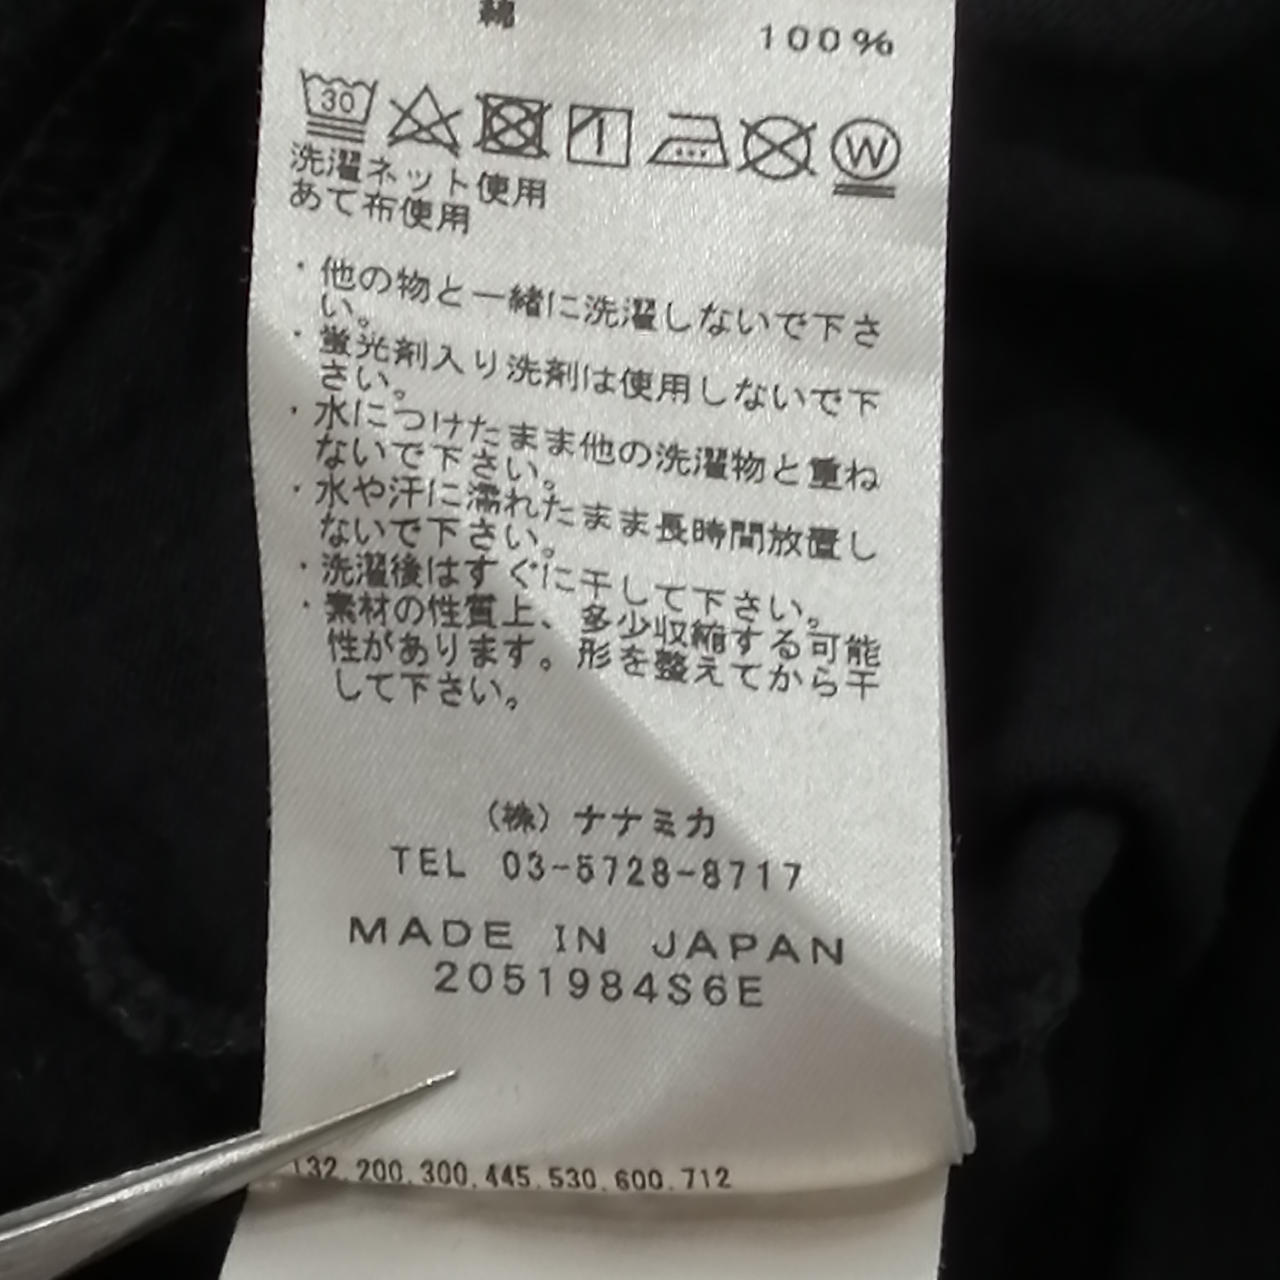 綿 100%
30
W
洗濯ネット使用
あて布使用
・他の物と一緒に洗濯しないで下さ
い。
・蛍光剤入り洗剤は使用しないで下
さい。
・水につけたまま他の洗濯物と重ね
ないで下さい。
・水や汗に濡れたまま長時間放置し
ないで下さい。
・洗濯後はすぐに干して下さい。
・素材の性質上、多少収縮する可能
性があります。形を整えてから干
して下さい。
(株)ナナミカ
TEL 03-5728-8717
MADE IN JAPAN
2051984S6E
132.200.300.445.530.600.712